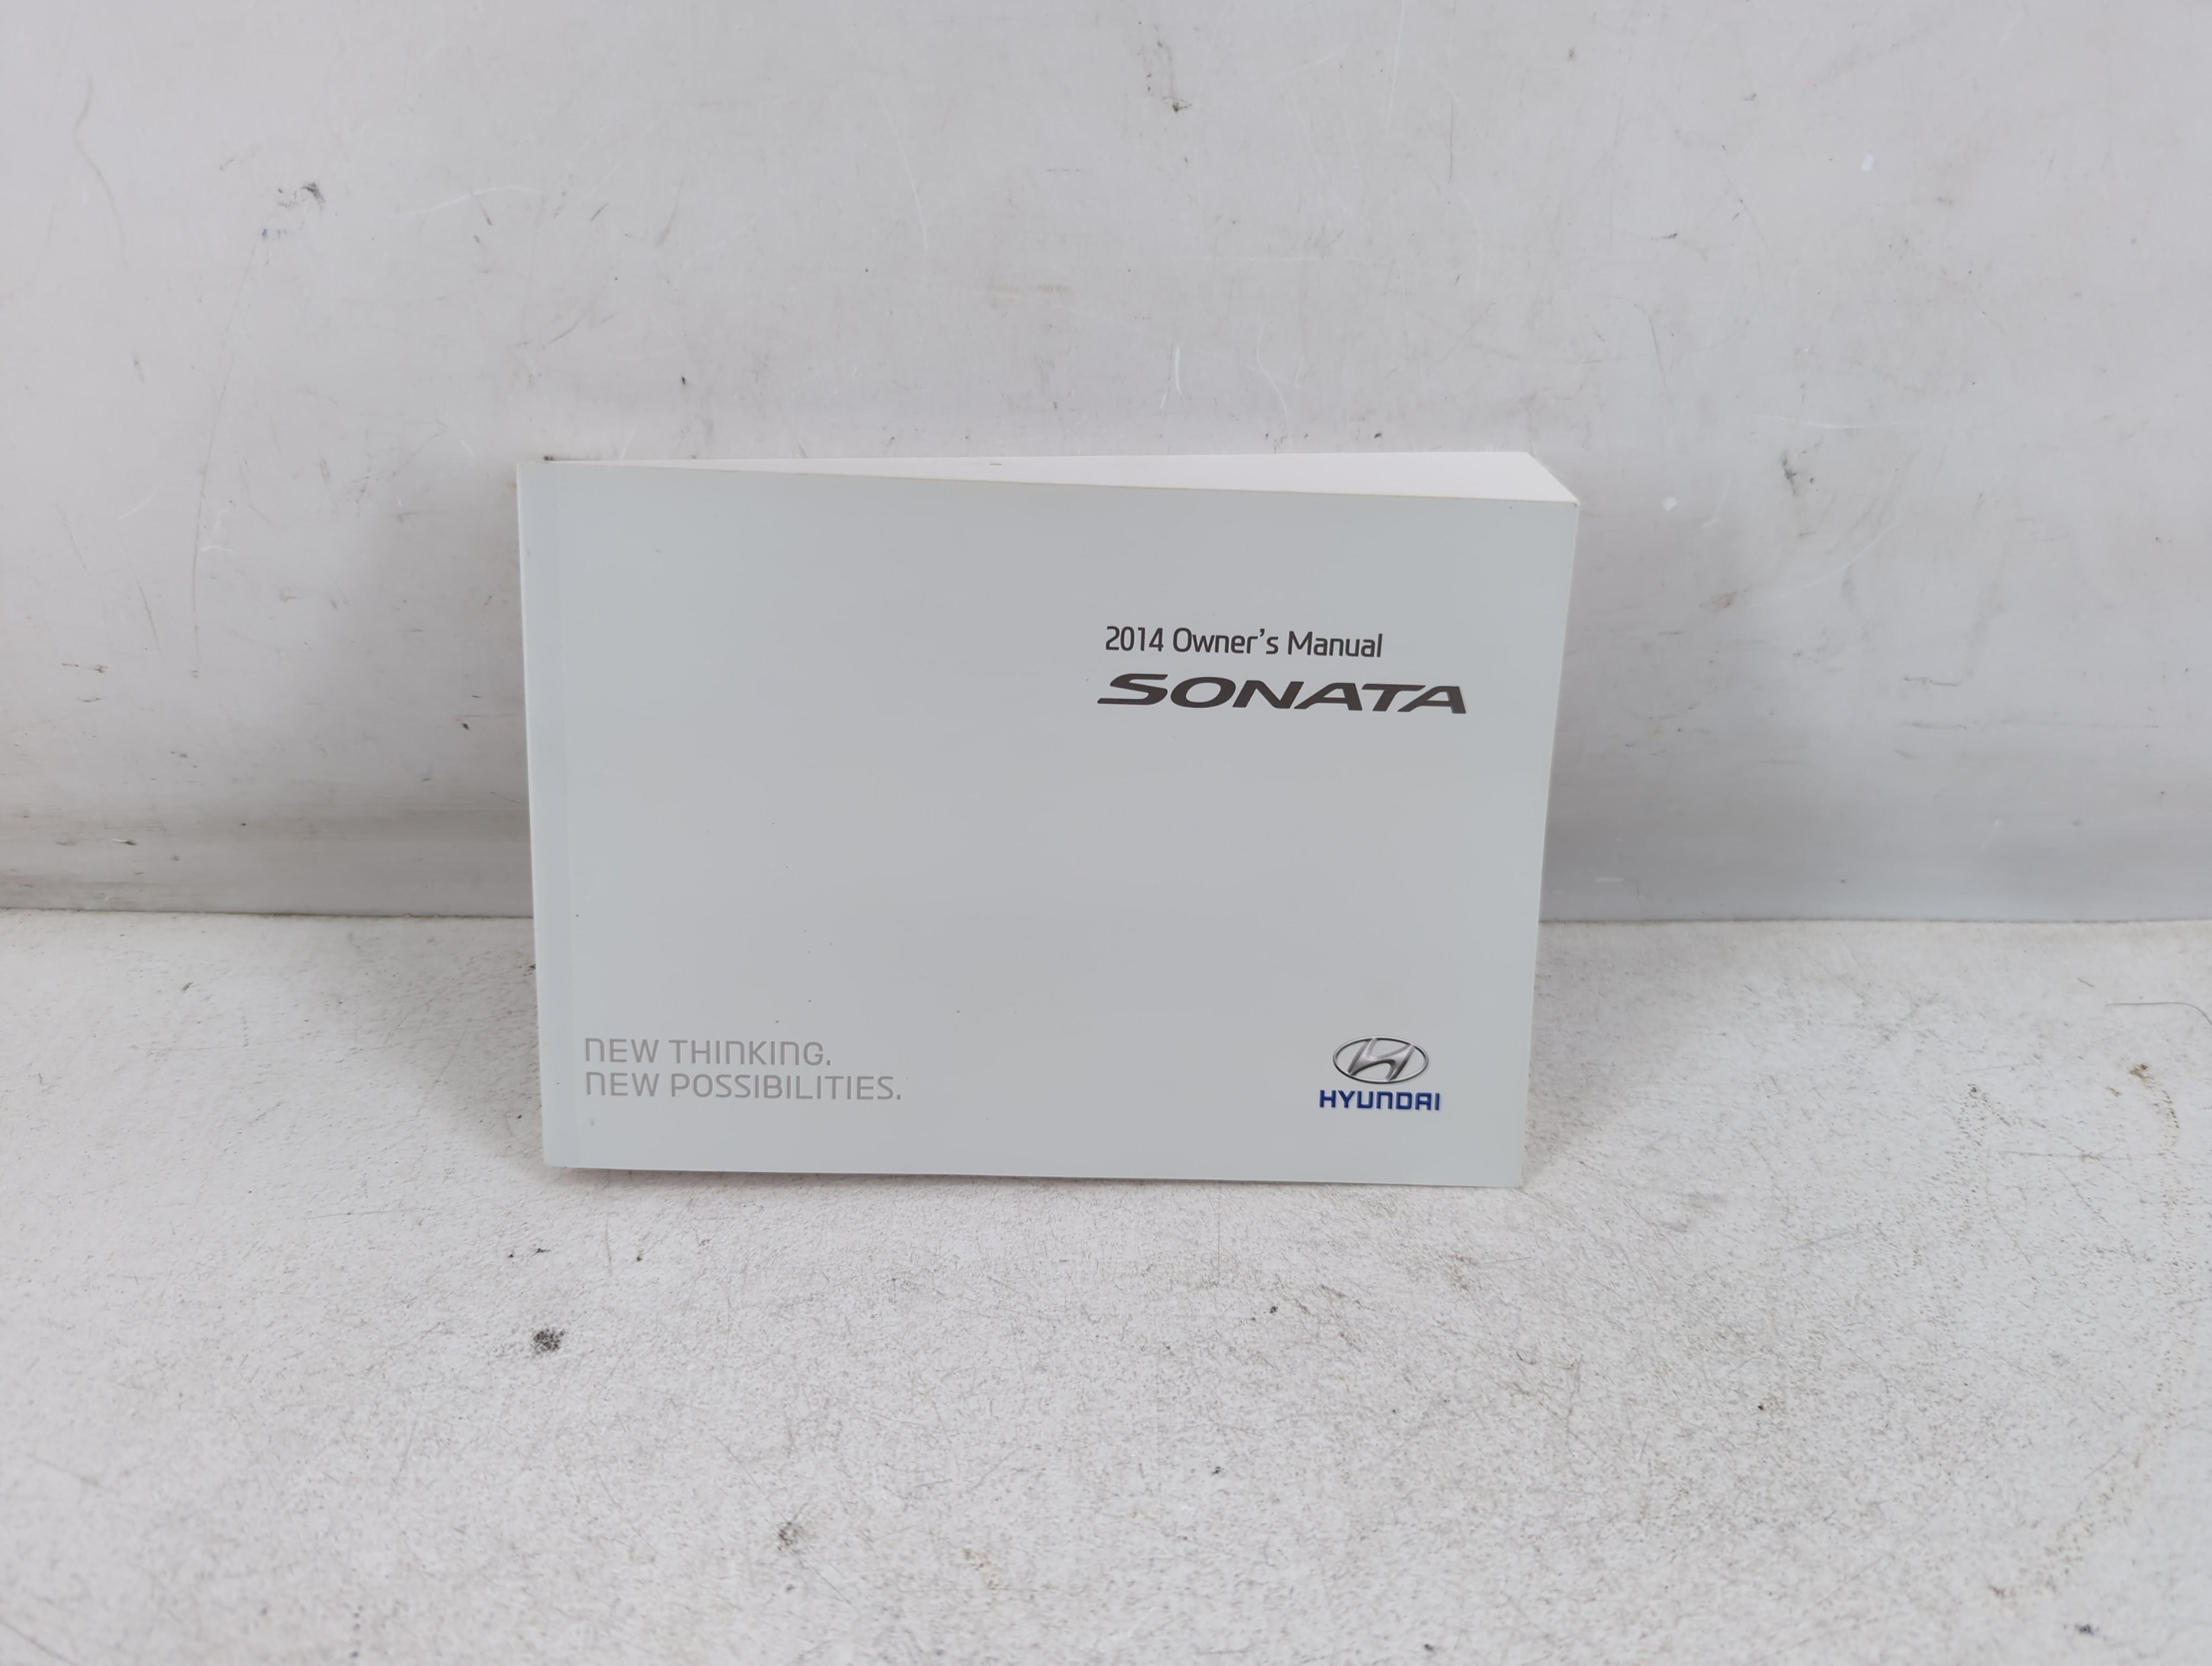 2014 Owner's Manual
SONATA
NEW THINKING.
NEW POSSIBILITIES.
HYUNDAI